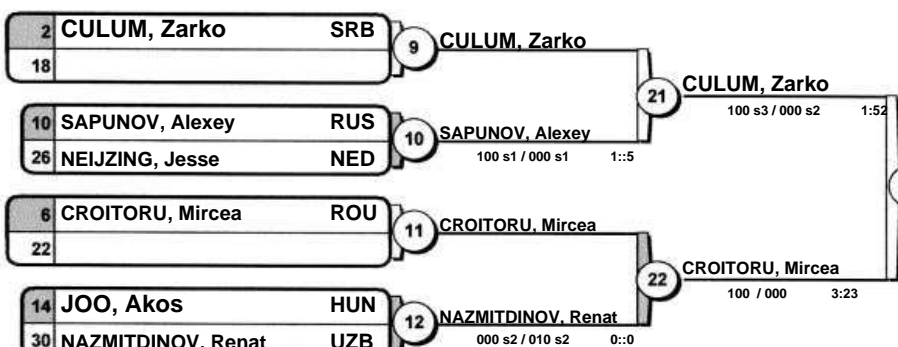 2 CULUM, Zarko SRB
18
9 CULUM, Zarko
10 SAPUNOV, Alexey RUS
26 NEIJZING, Jesse NED
10 SAPUNOV, Alexey
100 s1 / 000 s1 1::5
21 CULUM, Zarko
100 s3 / 000 s2 1:52
6 CROITORU, Mircea ROU
22
11 CROITORU, Mircea
14 JOO, Akos HUN
30 NAZMITDINOV, Renat UZB
12 NAZMITDINOV, Renat
000 s2 / 010 s2 0::0
22 CROITORU, Mircea
100 / 000 3:23